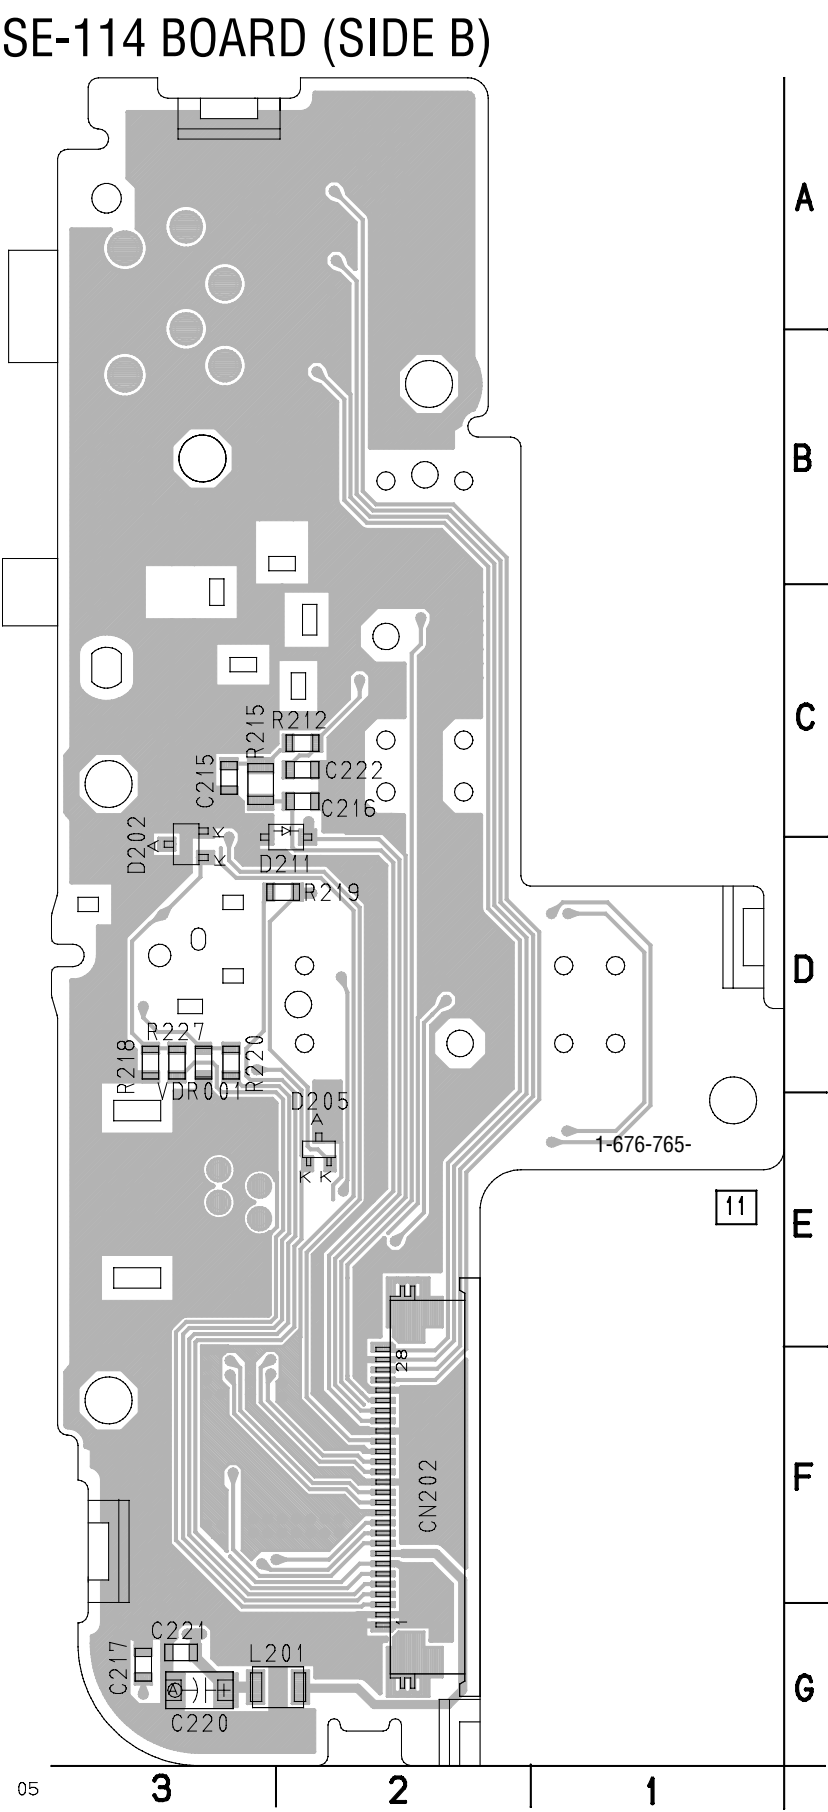 SE-114 BOARD (SIDE B)
A
B
C
R215
R212
C215
C222
C216
D202
A
K
K
D211
R219
D
R227
R218
R220
VDR001
D205
A
K K
1-676-765-
11
E
28
CN202
F
1
C221
C217
L201
A
+
C220
G
05
3
2
1